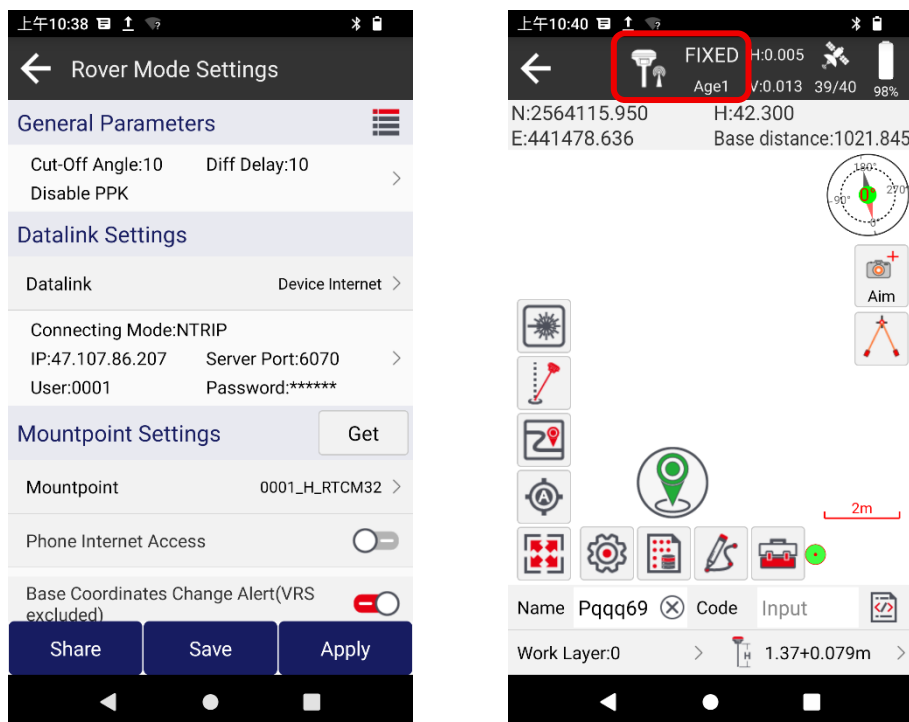 上午10:38
Rover Mode Settings
General Parameters
Cut-Off Angle:10 Diff Delay:10
Disable PPK
Datalink Settings
Datalink Device Internet
Connecting Mode:NTRIP
IP:47.107.86.207 Server Port:6070
User:0001 Password:******
Mountpoint Settings Get
Mountpoint 0001_H_RTCM32
Phone Internet Access
Base Coordinates Change Alert(VRS
excluded)
Share Save Apply
上午10:40
FIXED H:0.005
Age1 V:0.013 39/40 98%
N:2564115.950 H:42.300
E:441478.636 Base distance:1021.845
180°
-90° 0° 270°
0°
Aim
A
2m
Name Pqqq69 Code Input
Work Layer:0 H 1.37+0.079m